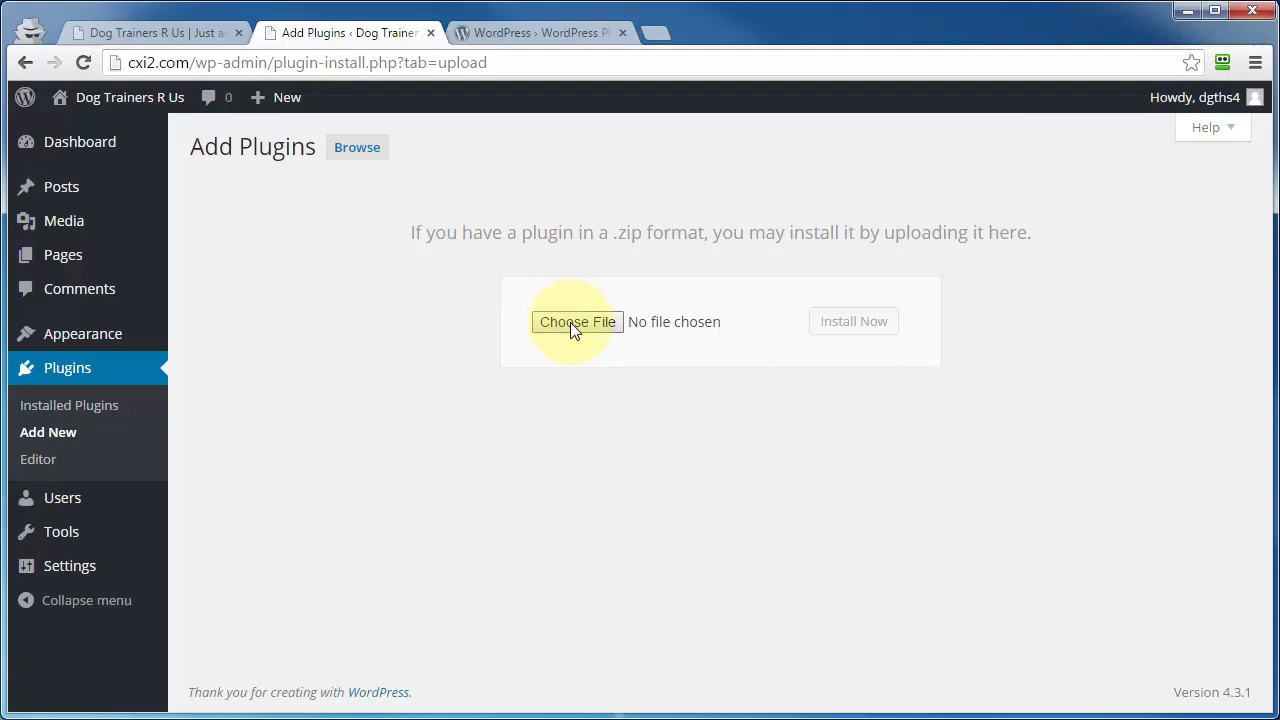 Dog Trainers R Us | Just a
Add Plugins ‹ Dog Trainer
WordPress › WordPress Pl
cxi2.com/wp-admin/plugin-install.php?tab=upload
Dog Trainers R Us
0
New
Howdy, dgths4
Help
Dashboard
Posts
Media
Pages
Comments
Appearance
Plugins
Installed Plugins
Add New
Editor
Users
Tools
Settings
Collapse menu
Add Plugins
Browse
If you have a plugin in a .zip format, you may install it by uploading it here.
Choose File No file chosen
Install Now
Thank you for creating with WordPress.
Version 4.3.1